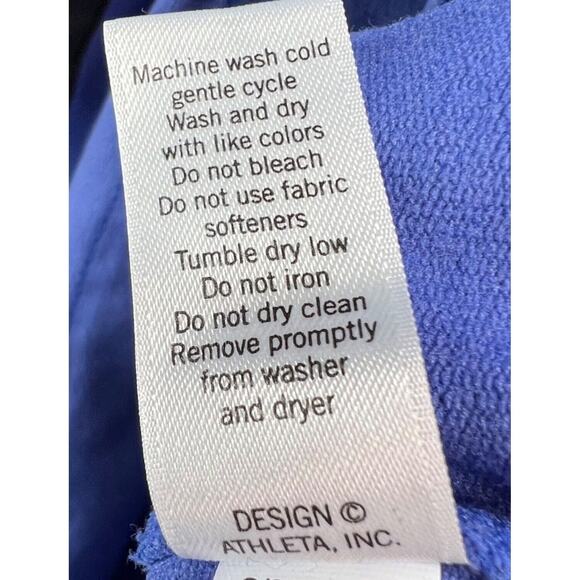 Machine wash cold
gentle cycle
Wash and dry
with like colors
Do not bleach
Do not use fabric
softeners
Tumble dry low
Do not iron
Do not dry clean
Remove promptly
from washer
and dryer
DESIGN ©
ATHLETA, INC.